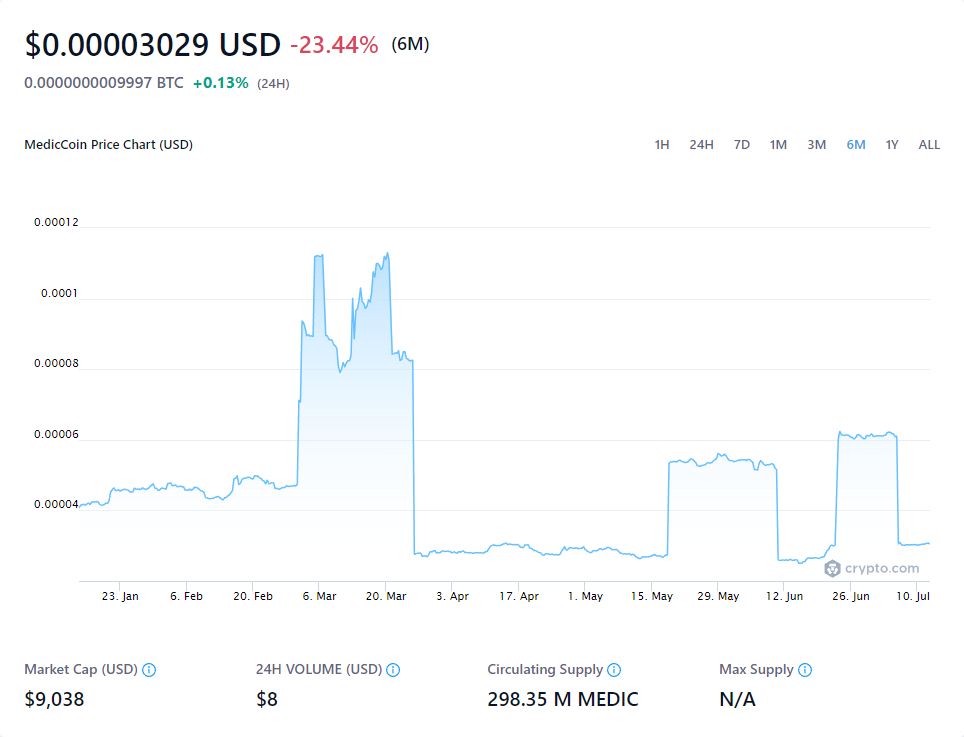 $0.00003029 USD -23.44% (6M)
0.0000000009997 BTC +0.13% (24H)
MedicCoin Price Chart (USD) 1H 24H 7D 1M 3M 6M 1Y ALL
0.00012
0.0001
0.00008
0.00006
0.00004
crypto.com
23. Jan 6. Feb 20. Feb 6. Mar 20. Mar 3. Apr 17. Apr 1. May 15. May 29. May 12. Jun 26. Jun 10. Jul
Market Cap (USD) 24H VOLUME (USD) Circulating Supply Max Supply
$9,038 $8 298.35 M MEDIC N/A